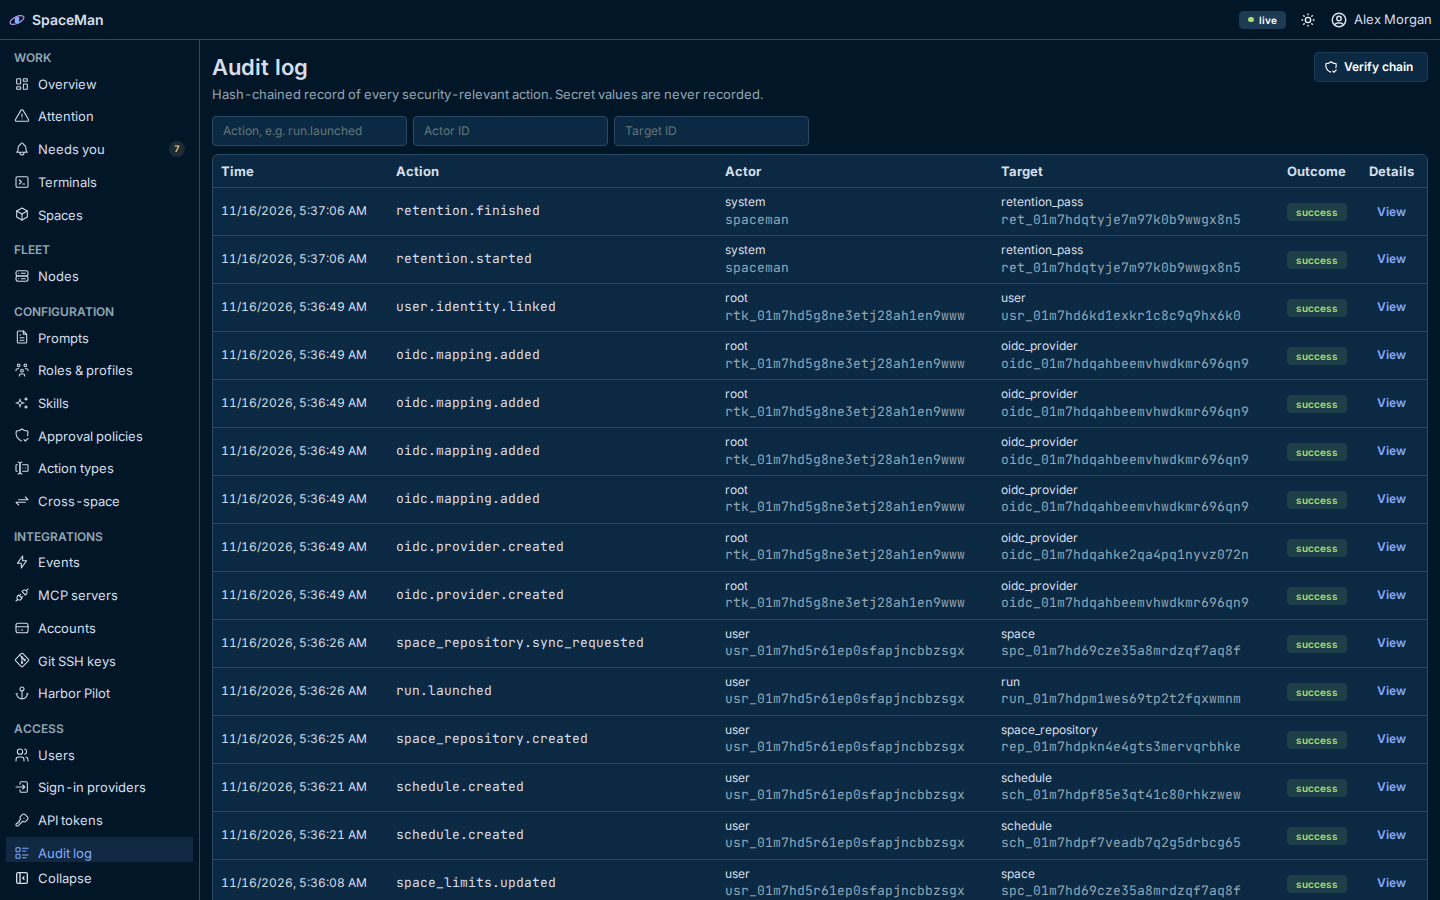 SpaceMan
live
Alex Morgan
WORK
Overview
Attention
Needs you
7
Terminals
Spaces
FLEET
Nodes
CONFIGURATION
Prompts
Roles & profiles
Skills
Approval policies
Action types
Cross-space
INTEGRATIONS
Events
MCP servers
Accounts
Git SSH keys
Harbor Pilot
ACCESS
Users
Sign-in providers
API tokens
Audit log
Collapse
Audit log
Hash-chained record of every security-relevant action. Secret values are never recorded.
Verify chain
Action, e.g. run.launched
Actor ID
Target ID
Time Action Actor Target Outcome Details
11/16/2026, 5:37:06 AM retention.finished system retention_pass success View
spaceman ret_01m7hdqtyje7m97k0b9wwgx8n5
11/16/2026, 5:37:06 AM retention.started system retention_pass success View
spaceman ret_01m7hdqtyje7m97k0b9wwgx8n5
11/16/2026, 5:36:49 AM user.identity.linked root user success View
rtk_01m7hd5g8ne3etj28ah1en9www usr_01m7hd6kd1exkr1c8c9q9hx6k0
11/16/2026, 5:36:49 AM oidc.mapping.added root oidc_provider success View
rtk_01m7hd5g8ne3etj28ah1en9www oidc_01m7hdqahbeemvhwdkmr696qn9
11/16/2026, 5:36:49 AM oidc.mapping.added root oidc_provider success View
rtk_01m7hd5g8ne3etj28ah1en9www oidc_01m7hdqahbeemvhwdkmr696qn9
11/16/2026, 5:36:49 AM oidc.mapping.added root oidc_provider success View
rtk_01m7hd5g8ne3etj28ah1en9www oidc_01m7hdqahbeemvhwdkmr696qn9
11/16/2026, 5:36:49 AM oidc.mapping.added root oidc_provider success View
rtk_01m7hd5g8ne3etj28ah1en9www oidc_01m7hdqahbeemvhwdkmr696qn9
11/16/2026, 5:36:49 AM oidc.provider.created root oidc_provider success View
rtk_01m7hd5g8ne3etj28ah1en9www oidc_01m7hdqahke2qa4pq1nyvz072n
11/16/2026, 5:36:49 AM oidc.provider.created root oidc_provider success View
rtk_01m7hd5g8ne3etj28ah1en9www oidc_01m7hdqahbeemvhwdkmr696qn9
11/16/2026, 5:36:26 AM space_repository.sync_requested user space success View
usr_01m7hd5r61ep0sfapjncbbzsgx spc_01m7hd69cze35a8mrdzqf7aq8f
11/16/2026, 5:36:26 AM run.launched user run success View
usr_01m7hd5r61ep0sfapjncbbzsgx run_01m7hdpm1wes69tp2t2fqxwmnm
11/16/2026, 5:36:25 AM space_repository.created user space_repository success View
usr_01m7hd5r61ep0sfapjncbbzsgx rep_01m7hdpkn4e4gts3mervqrbhke
11/16/2026, 5:36:21 AM schedule.created user schedule success View
usr_01m7hd5r61ep0sfapjncbbzsgx sch_01m7hdpf85e3qt41c80rhkzwew
11/16/2026, 5:36:21 AM schedule.created user schedule success View
usr_01m7hd5r61ep0sfapjncbbzsgx sch_01m7hdpf7veadb7q2g5drbcg65
11/16/2026, 5:36:08 AM space_limits.updated user space success View
usr_01m7hd5r61ep0sfapjncbbzsgx spc_01m7hd69cze35a8mrdzqf7aq8f